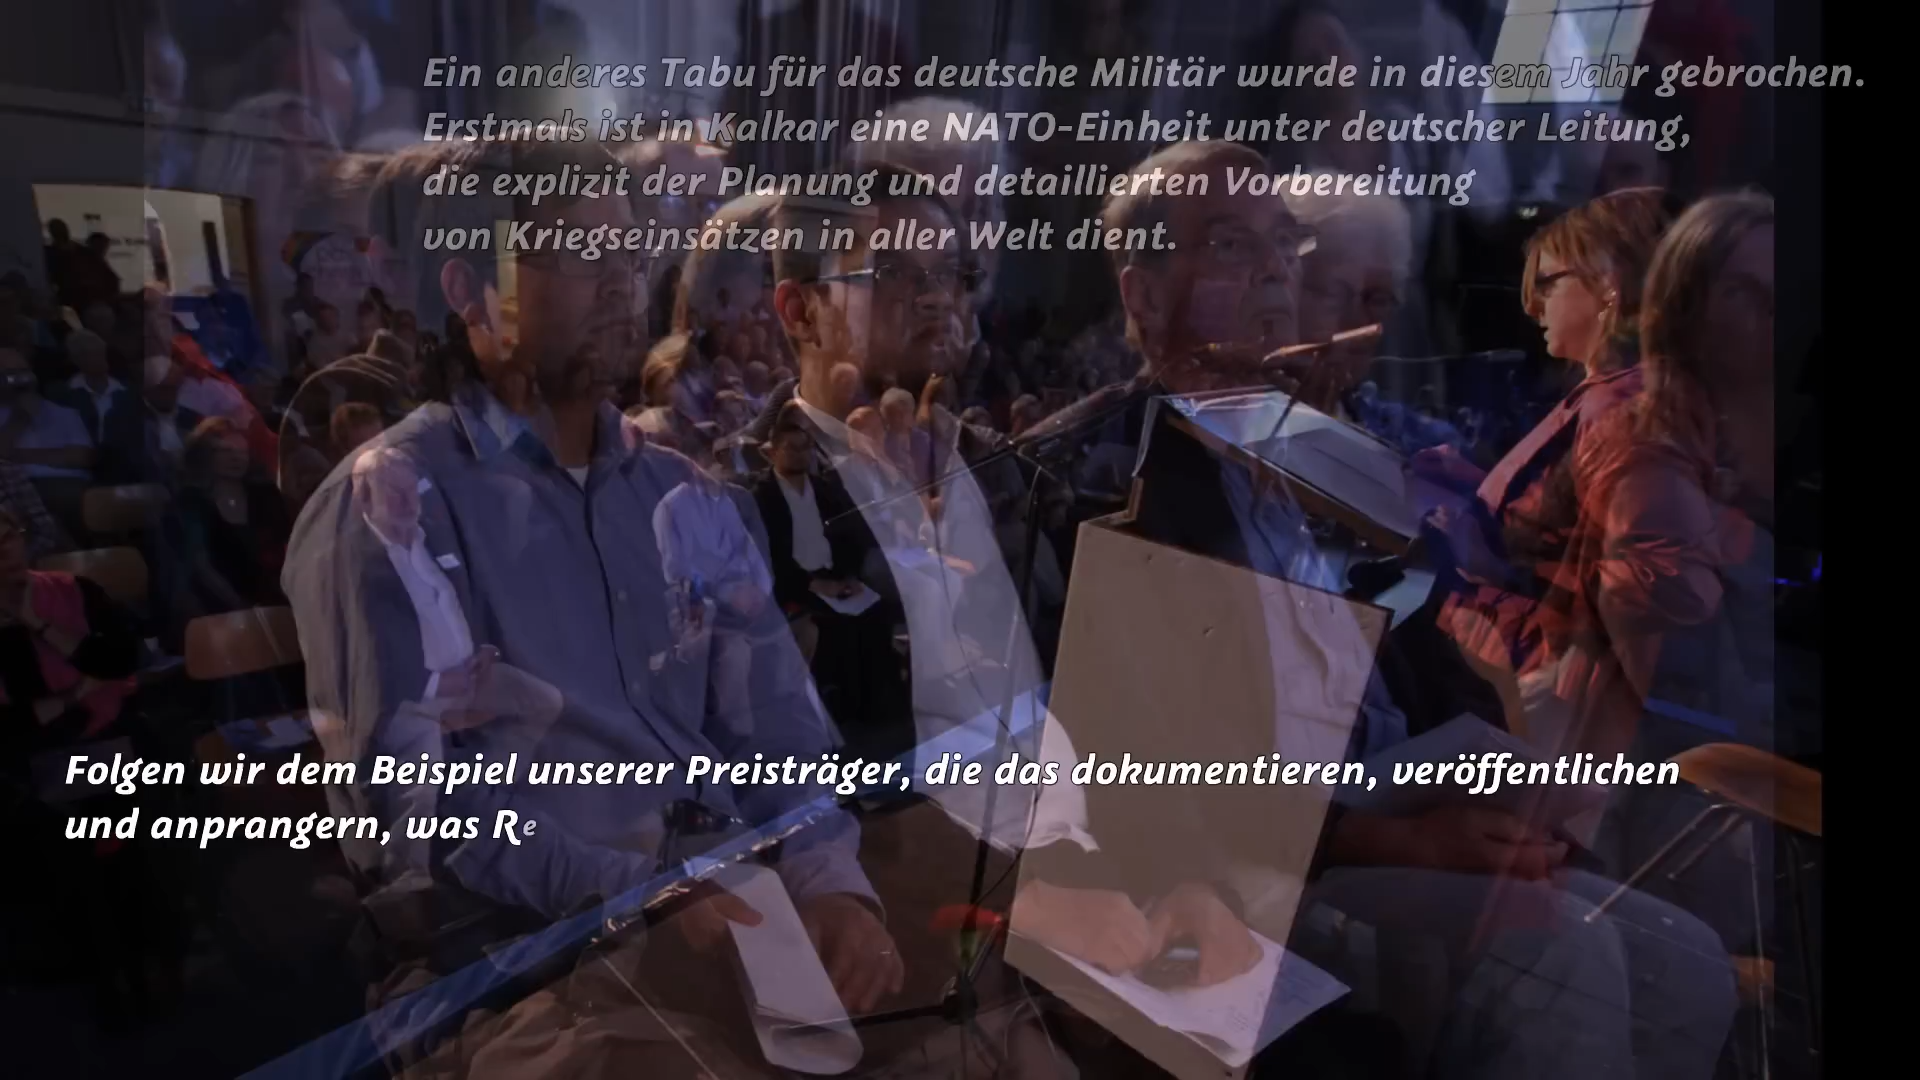 Ein anderes Tabu für das deutsche Militär wurde in diesem Jahr gebrochen.
Erstmals ist in Kalkar eine NATO-Einheit unter deutscher Leitung,
die explizit der Planung und detaillierten Vorbereitung
von Kriegseinsätzen in aller Welt dient.
Folgen wir dem Beispiel unserer Preisträger, die das dokumentieren, veröffentlichen
und anprangern, was Re